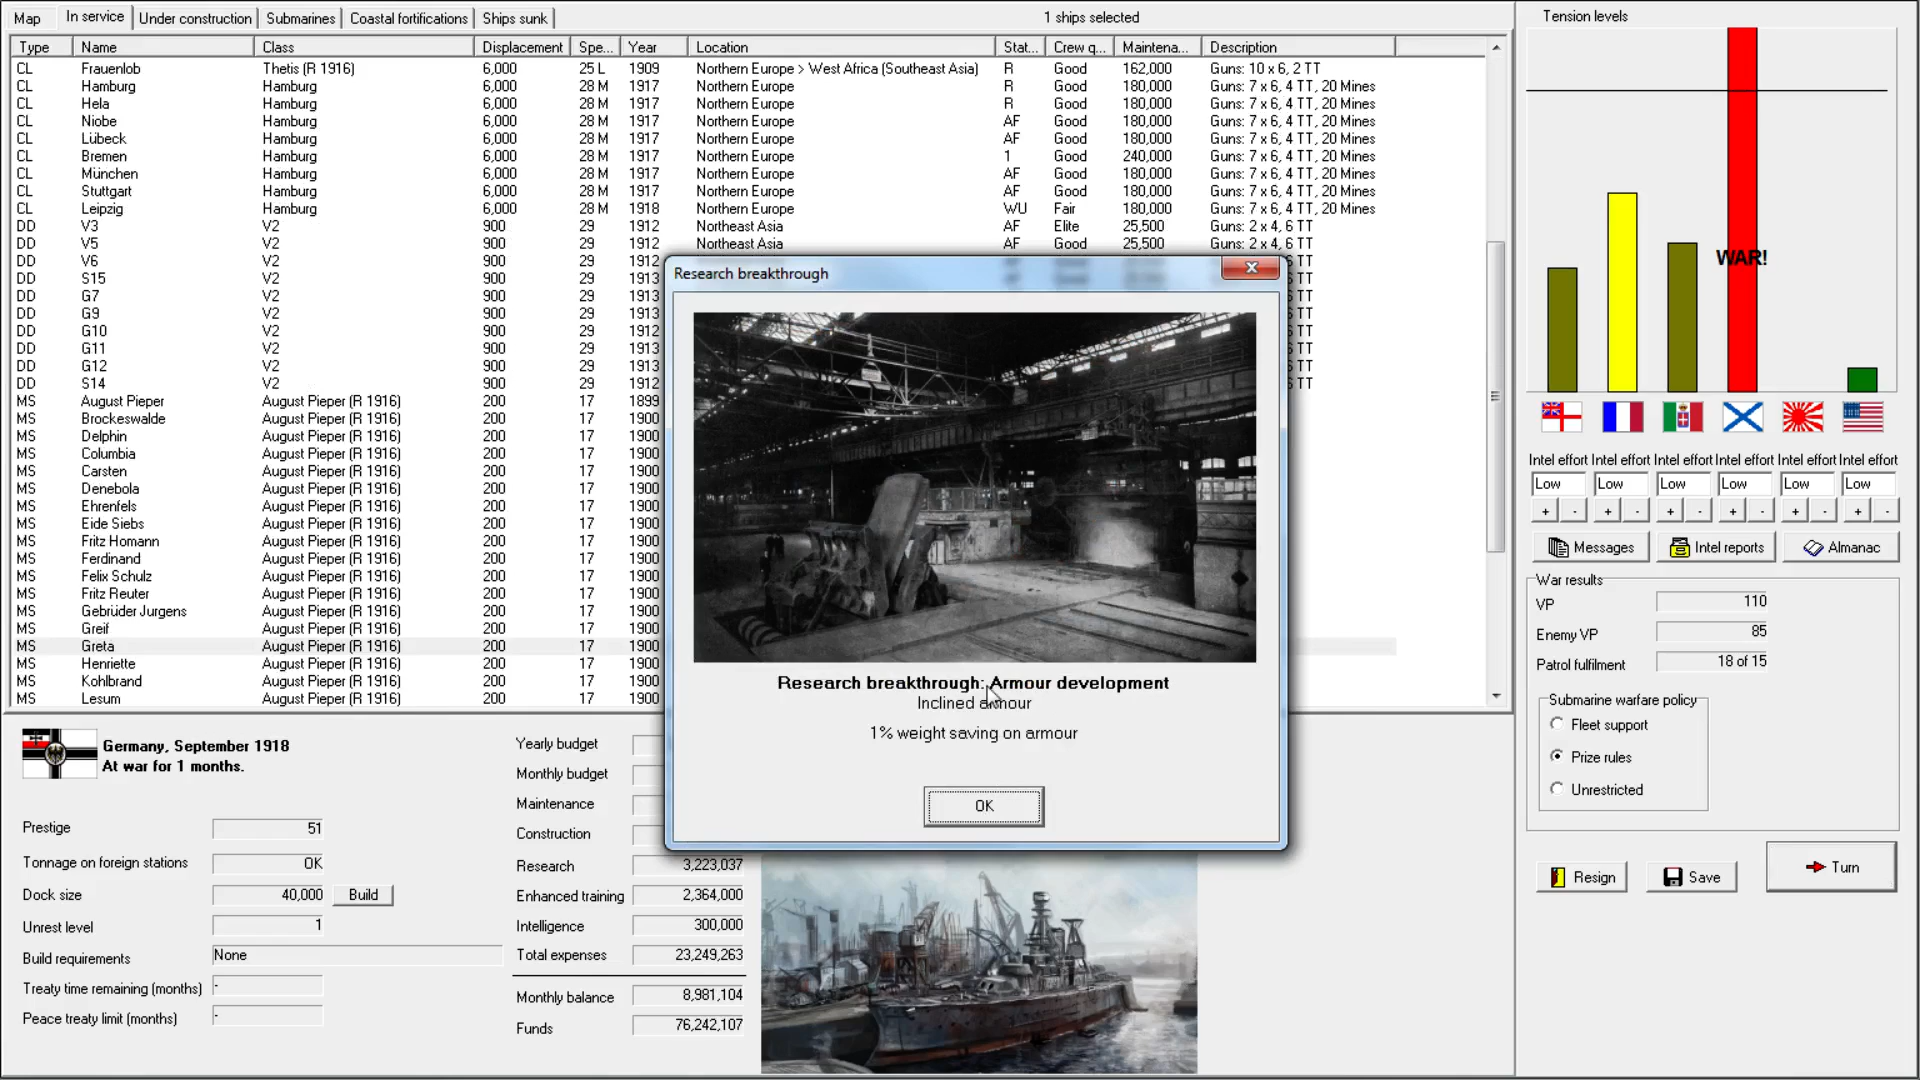 Map In service Under construction Submarines Coastal fortifications Ships sunk 1 ships selected
Type Name Class Displacement Spe... Year Location Stat... Crew q... Maintena... Description
CL Frauenlob Thetis (R 1916) 6,000 25 L 1909 Northern Europe > West Africa (Southeast Asia) R Good 162,000 Guns: 10 x 6, 2 TT
CL Hamburg Hamburg 6,000 28 M 1917 Northern Europe R Good 180,000 Guns: 7 x 6, 4 TT, 20 Mines
CL Hela Hamburg 6,000 28 M 1917 Northern Europe R Good 180,000 Guns: 7 x 6, 4 TT, 20 Mines
CL Niobe Hamburg 6,000 28 M 1917 Northern Europe AF Good 180,000 Guns: 7 x 6, 4 TT, 20 Mines
CL Lübeck Hamburg 6,000 28 M 1917 Northern Europe AF Good 180,000 Guns: 7 x 6, 4 TT, 20 Mines
CL Bremen Hamburg 6,000 28 M 1917 Northern Europe 1 Good 240,000 Guns: 7 x 6, 4 TT, 20 Mines
CL München Hamburg 6,000 28 M 1917 Northern Europe AF Good 180,000 Guns: 7 x 6, 4 TT, 20 Mines
CL Stuttgart Hamburg 6,000 28 M 1917 Northern Europe AF Good 180,000 Guns: 7 x 6, 4 TT, 20 Mines
CL Leipzig Hamburg 6,000 28 M 1918 Northern Europe WU Fair 180,000 Guns: 7 x 6, 4 TT, 20 Mines
DD V3 V2 900 29 1912 Northeast Asia AF Elite 25,500 Guns: 2 x 4, 6 TT
DD V5 V2 900 29 1912 Northeast Asia AF Good 25,500 Guns: 2 x 4, 6 TT
DD V6 V2 900 29 1912 6 TT
DD S15 V2 900 29 1913 6 TT
DD G7 V2 900 29 1913 6 TT
DD G9 V2 900 29 1913 6 TT
DD G10 V2 900 29 1912 6 TT
DD G11 V2 900 29 1913 6 TT
DD G12 V2 900 29 1913 6 TT
DD S14 V2 900 29 1912 6 TT
MS August Pieper August Pieper (R 1916) 200 17 1899
MS Brockeswalde August Pieper (R 1916) 200 17 1900
MS Delphin August Pieper (R 1916) 200 17 1900
MS Columbia August Pieper (R 1916) 200 17 1900
MS Carsten August Pieper (R 1916) 200 17 1900
MS Denebola August Pieper (R 1916) 200 17 1900
MS Ehrenfels August Pieper (R 1916) 200 17 1900
MS Eide Siebs August Pieper (R 1916) 200 17 1900
MS Fritz Homann August Pieper (R 1916) 200 17 1900
MS Ferdinand August Pieper (R 1916) 200 17 1900
MS Felix Schulz August Pieper (R 1916) 200 17 1900
MS Fritz Reuter August Pieper (R 1916) 200 17 1900
MS Gebrüder Jurgens August Pieper (R 1916) 200 17 1900
MS Greif August Pieper (R 1916) 200 17 1900
MS Greta August Pieper (R 1916) 200 17 1900
MS Henriette August Pieper (R 1916) 200 17 1900
MS Kohlbrand August Pieper (R 1916) 200 17 1900
MS Lesum August Pieper (R 1916) 200 17 1900
Research breakthrough
Research breakthrough: Armour development
Inclined armour
1% weight saving on armour
OK
Germany, September 1918
At war for 1 months.
Prestige 51
Tonnage on foreign stations OK
Dock size 40,000 Build
Unrest level 1
Build requirements None
Treaty time remaining (months) -
Peace treaty limit (months) -
Yearly budget
Monthly budget
Maintenance
Construction
Research 3,223,037
Enhanced training 2,364,000
Intelligence 300,000
Total expenses 23,249,263
Monthly balance 8,981,104
Funds 76,242,107
Tension levels
WAR!
Intel effort Intel effort Intel effort Intel effort Intel effort Intel effort
Low Low Low Low Low Low
+ - + - + - + - + - + -
Messages Intel reports Almanac
War results
VP 110
Enemy VP 85
Patrol fulfilment 18 of 15
Submarine warfare policy
Fleet support
Prize rules
Unrestricted
Resign Save Turn